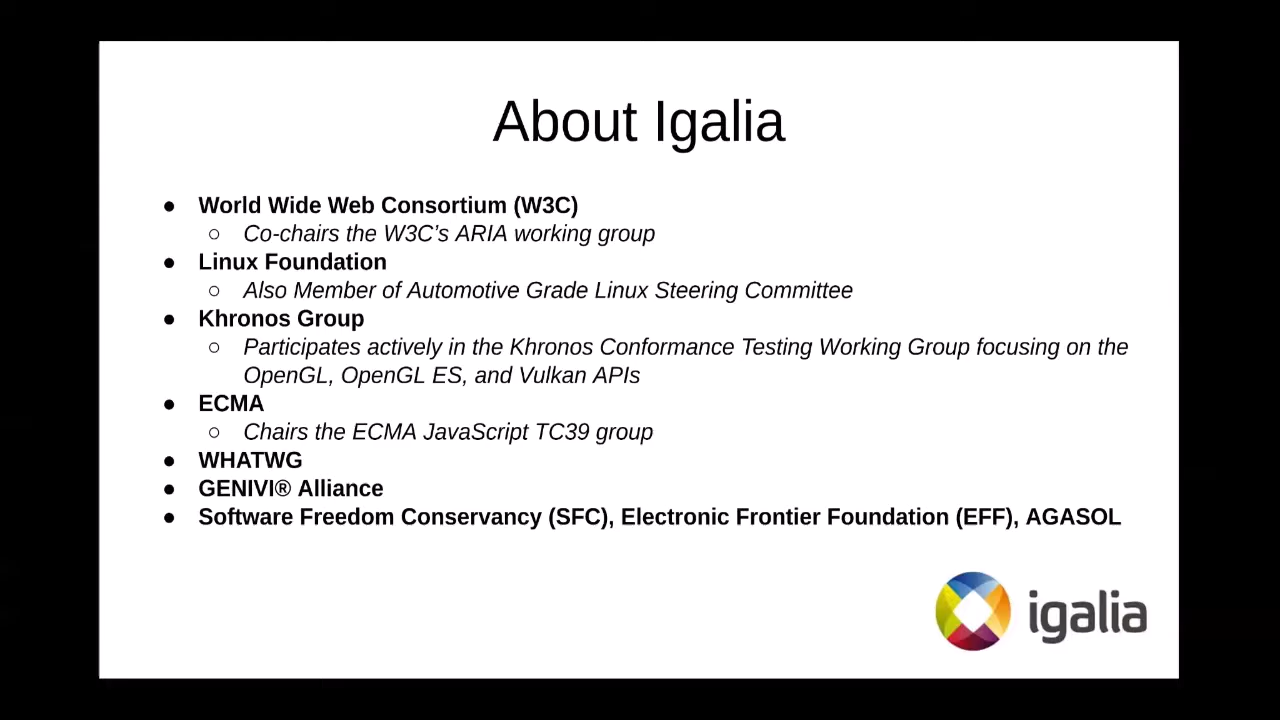 About Igalia
● World Wide Web Consortium (W3C)
○ Co-chairs the W3C’s ARIA working group
● Linux Foundation
○ Also Member of Automotive Grade Linux Steering Committee
● Khronos Group
○ Participates actively in the Khronos Conformance Testing Working Group focusing on the
OpenGL, OpenGL ES, and Vulkan APIs
● ECMA
○ Chairs the ECMA JavaScript TC39 group
● WHATWG
● GENIVI® Alliance
● Software Freedom Conservancy (SFC), Electronic Frontier Foundation (EFF), AGASOL
igalia